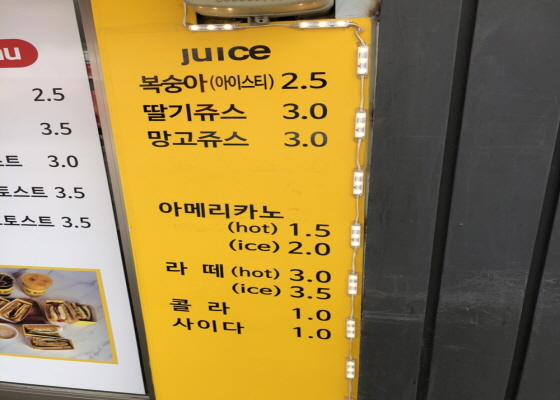 nu
2.5
3.5
스트 3.0
토스트 3.5
토스트 3.5
juice
복숭아(아이스티) 2.5
딸기쥬스 3.0
망고쥬스 3.0
아메리카노
(hot) 1.5
(ice) 2.0
라 떼 (hot) 3.0
(ice) 3.5
콜 라 1.0
사이다 1.0